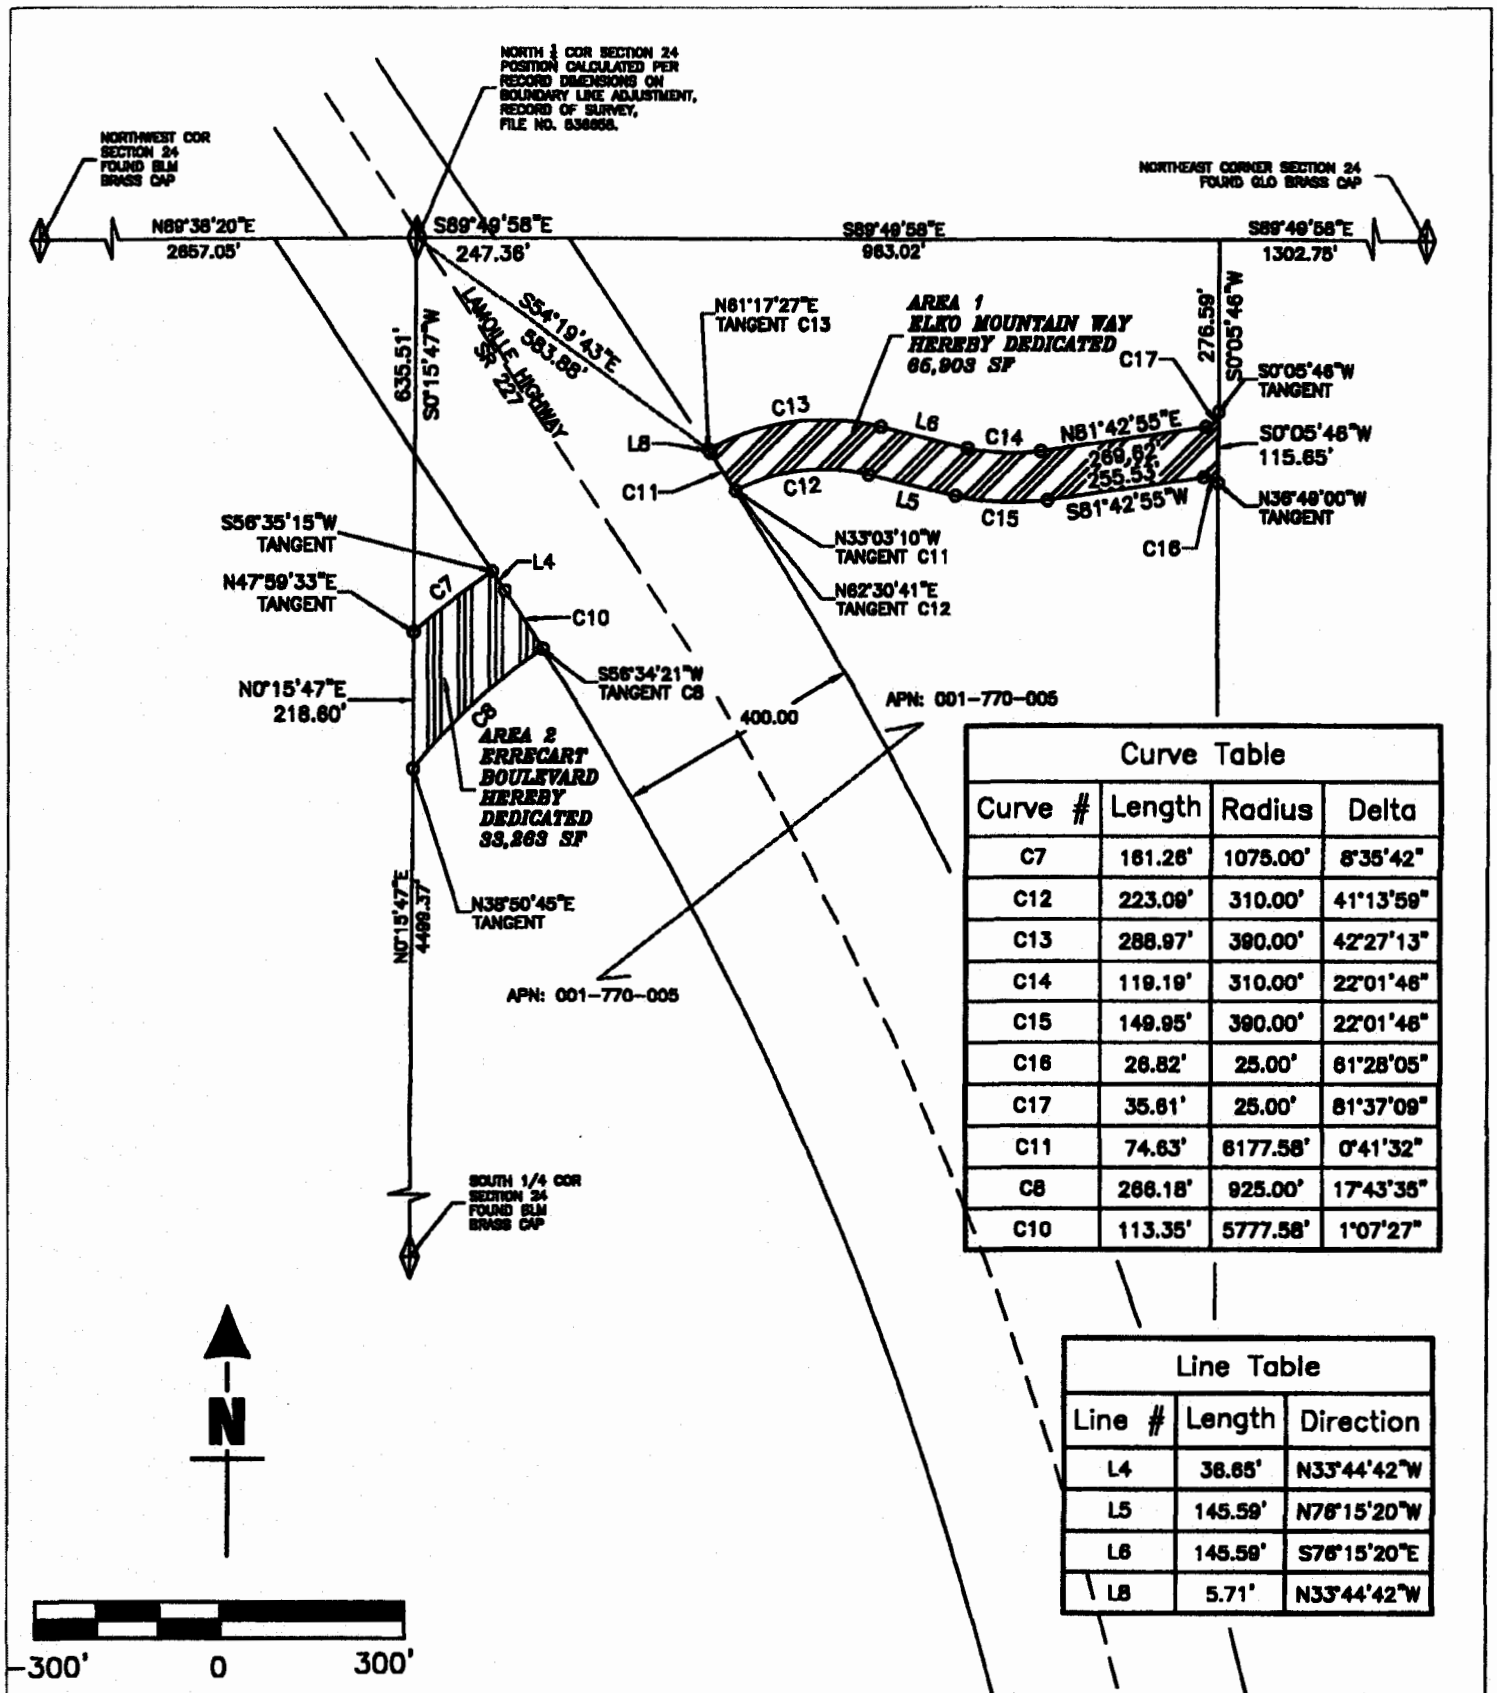 NORTH ¼ COR SECTION 24
POSITION CALCULATED PER
RECORD DIMENSIONS ON
BOUNDARY LINE ADJUSTMENT,
RECORD OF SURVEY,
FILE NO.
NORTHWEST COR
SECTION 24
FOUND BLM
BRASS CAP
NORTHEAST CORNER SECTION 24
FOUND GLO BRASS CAP
N89°38'20"E
2657.05'
S89°49'58"E
247.36'
S89°49'58"E
963.02'
S89°49'58"E
1302.75'
635.51'
S0°15'47"W
S54°19'43"E
583.88'
LAMOILLE HIGHWAY
SR 227
N61°17'27"E
TANGENT C13
AREA 1
ELKO MOUNTAIN WAY
HEREBY DEDICATED
65,903 SF
276.59'
S0°05'46"W
C17
S0°05'46"W
TANGENT
C13
L6
C14
N81°42'55"E
269.62'
255.53'
S81°42'55"W
S0°05'46"W
115.65'
L8
C11
C12
L5
C15
C16
N36°49'00"W
TANGENT
N33°03'10"W
TANGENT C11
N62°30'41"E
TANGENT C12
S56°35'15"W
TANGENT
L4
N47°59'33"E
TANGENT
C7
C10
N0°15'47"E
218.60'
S56°34'21"W
TANGENT C8
C8
400.00
APN: 001-770-005
AREA 2
ERRECART
BOULEVARD
HEREBY
DEDICATED
33,263 SF
N38°50'45"E
TANGENT
N0°15'47"E
4499.37'
APN: 001-770-005
SOUTH 1/4 COR
SECTION 24
FOUND BLM
BRASS CAP
Curve Table
Curve # Length Radius Delta
C7 161.26' 1075.00' 8°35'42"
C12 223.09' 310.00' 41°13'59"
C13 288.97' 390.00' 42°27'13"
C14 119.19' 310.00' 22°01'46"
C15 149.95' 390.00' 22°01'46"
C16 26.82' 25.00' 61°28'05"
C17 35.61' 25.00' 81°37'09"
C11 74.63' 6177.58' 0°41'32"
C8 286.18' 925.00' 17°43'35"
C10 113.35' 5777.58' 1°07'27"
Line Table
Line # Length Direction
L4 36.65' N33°44'42"W
L5 145.59' N76°15'20"W
L6 145.59' S76°15'20"E
L8 5.71' N33°44'42"W
N
-300' 0 300'